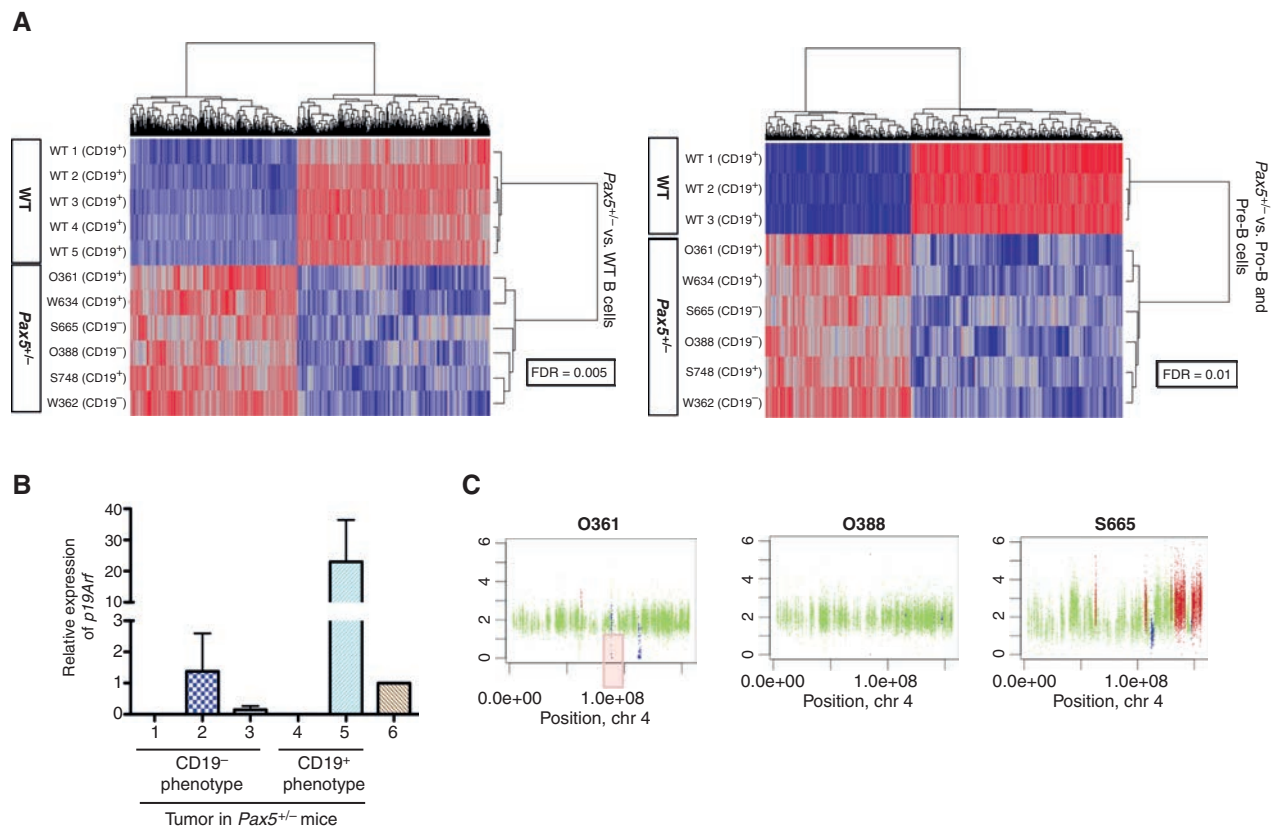 A
WT
Pax5+/–
WT 1 (CD19+)
WT 2 (CD19+)
WT 3 (CD19+)
WT 4 (CD19+)
WT 5 (CD19+)
O361 (CD19+)
W634 (CD19+)
S665 (CD19–)
O388 (CD19–)
S748 (CD19+)
W362 (CD19–)
Pax5+/– vs. WT B cells
FDR = 0.005
WT
Pax5+/–
WT 1 (CD19+)
WT 2 (CD19+)
WT 3 (CD19+)
O361 (CD19+)
W634 (CD19+)
S665 (CD19–)
O388 (CD19–)
S748 (CD19+)
W362 (CD19–)
Pax5+/– vs. Pro-B and
Pre-B cells
FDR = 0.01
B
Relative expression
of p19Arf
40
30
20
10
3
2
1
0
1 2 3 4 5 6
CD19–
phenotype
CD19+
phenotype
Tumor in Pax5+/– mice
C
O361
6
4
2
0
0.0e+00 1.0e+08
Position, chr 4
O388
6
4
2
0
0.0e+00 1.0e+08
Position, chr 4
S665
6
4
2
0
0.0e+00 1.0e+08
Position, chr 4